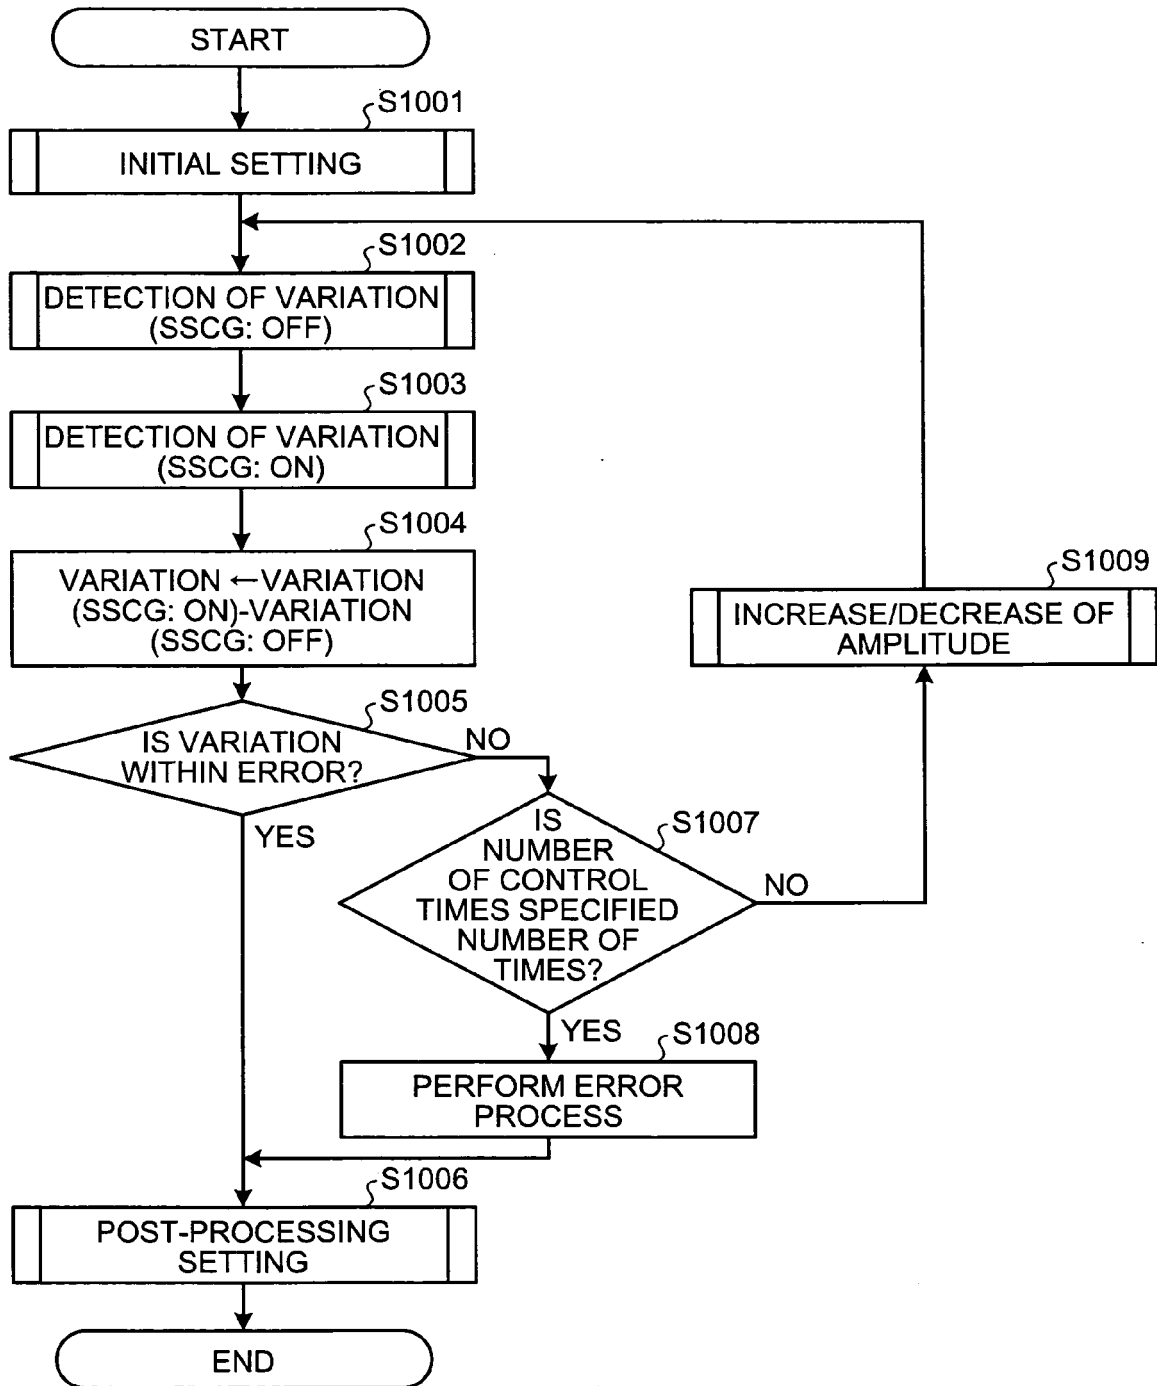 START
S1001
INITIAL SETTING
S1002
DETECTION OF VARIATION
(SSCG: OFF)
S1003
DETECTION OF VARIATION
(SSCG: ON)
S1004
VARIATION ←VARIATION
(SSCG: ON)-VARIATION
(SSCG: OFF)
S1009
INCREASE/DECREASE OF
AMPLITUDE
S1005
IS VARIATION
WITHIN ERROR?
NO
YES
S1007
IS
NUMBER
OF CONTROL
TIMES SPECIFIED
NUMBER OF
TIMES?
NO
YES
S1008
PERFORM ERROR
PROCESS
S1006
POST-PROCESSING
SETTING
END